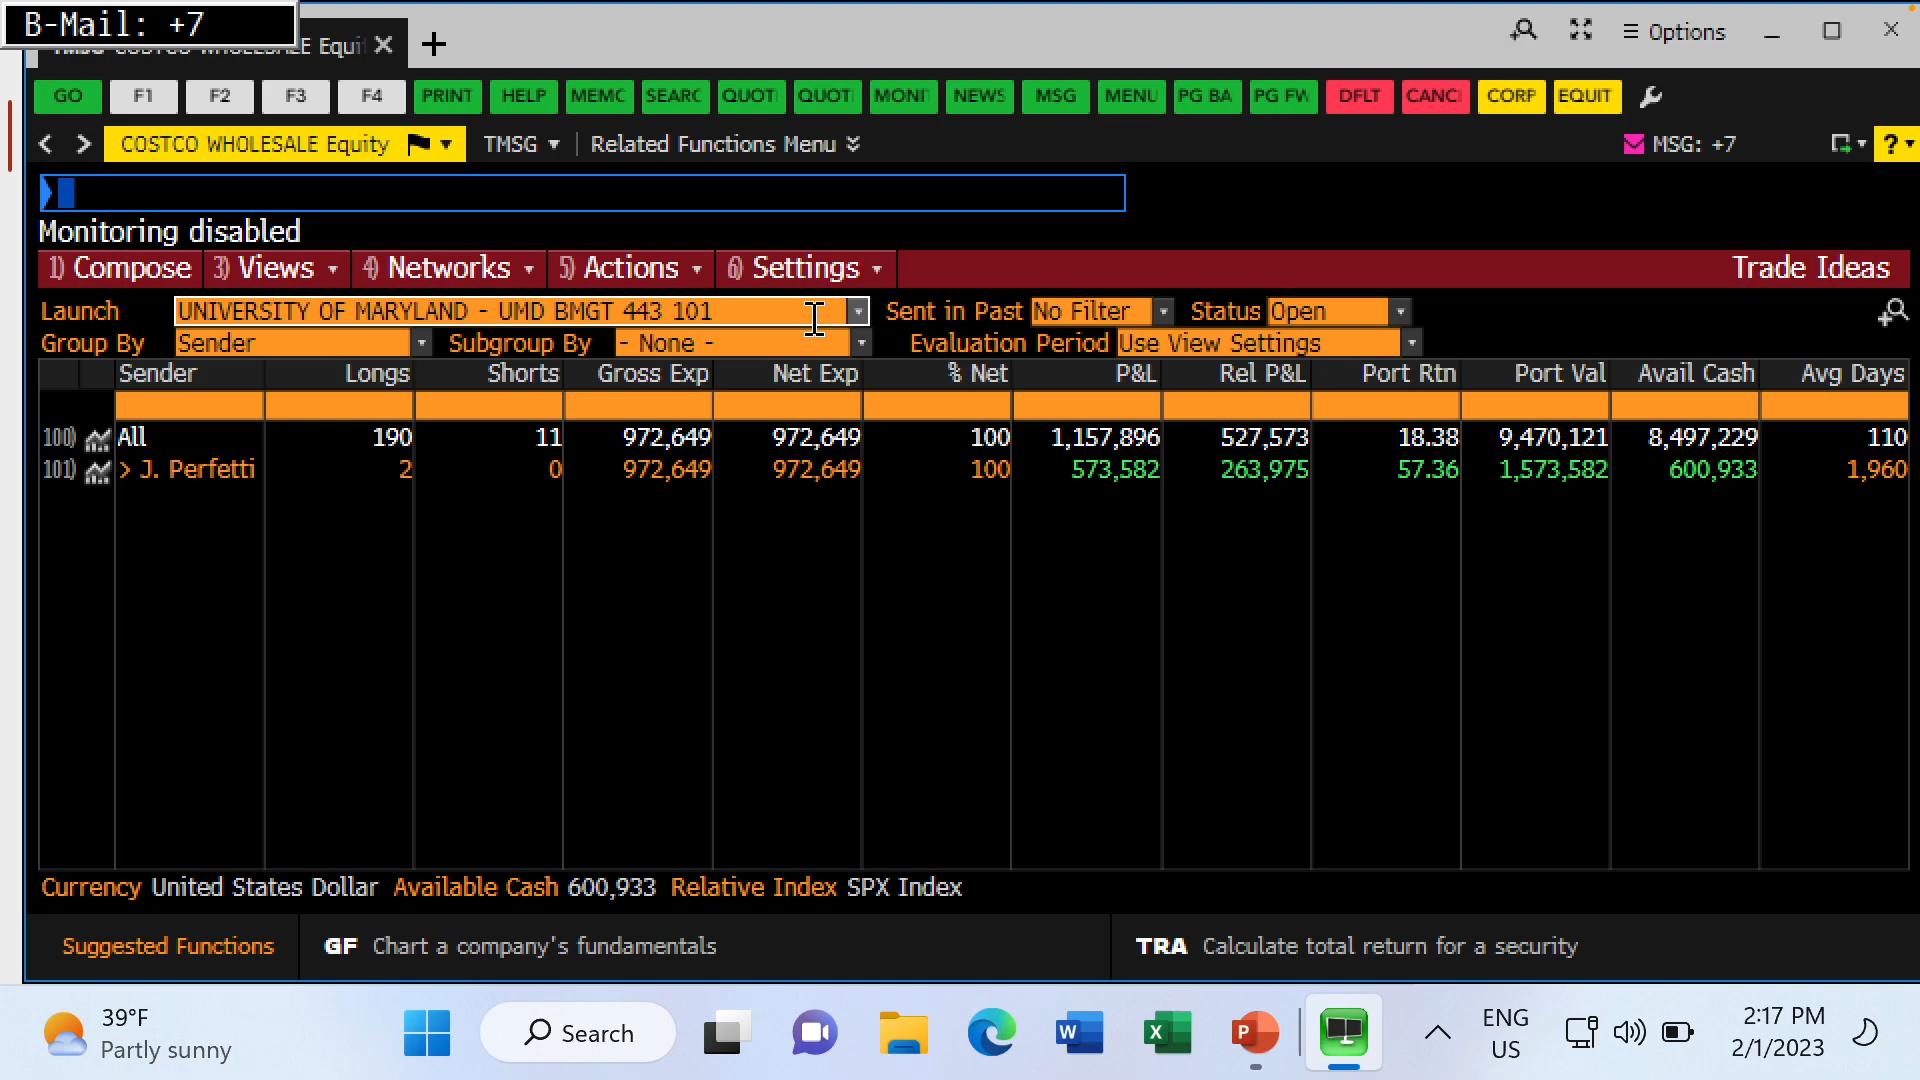 B-Mail: +7
Equi
Options
GO F1 F2 F3 F4 PRINT HELP MEMC SEARC QUOT QUOT MONI NEWS MSG MENU PG BA PG FW DFLT CANC CORP EQUIT
COSTCO WHOLESALE Equity TMSG Related Functions Menu MSG: +7 ?
Monitoring disabled
1) Compose 3) Views 4) Networks 5) Actions 6) Settings Trade Ideas
Launch UNIVERSITY OF MARYLAND - UMD BMGT 443 101 Sent in Past No Filter Status Open
Group By Sender Subgroup By - None - Evaluation Period Use View Settings
Sender Longs Shorts Gross Exp Net Exp % Net P&L Rel P&L Port Rtn Port Val Avail Cash Avg Days
100) All 190 11 972,649 972,649 100 1,157,896 527,573 18.38 9,470,121 8,497,229 110
101) > J. Perfetti 2 0 972,649 972,649 100 573,582 263,975 57.36 1,573,582 600,933 1,960
Currency United States Dollar Available Cash 600,933 Relative Index SPX Index
Suggested Functions GF Chart a company's fundamentals TRA Calculate total return for a security
39°F
Partly sunny
Search
W X P
ENG
US
2:17 PM
2/1/2023